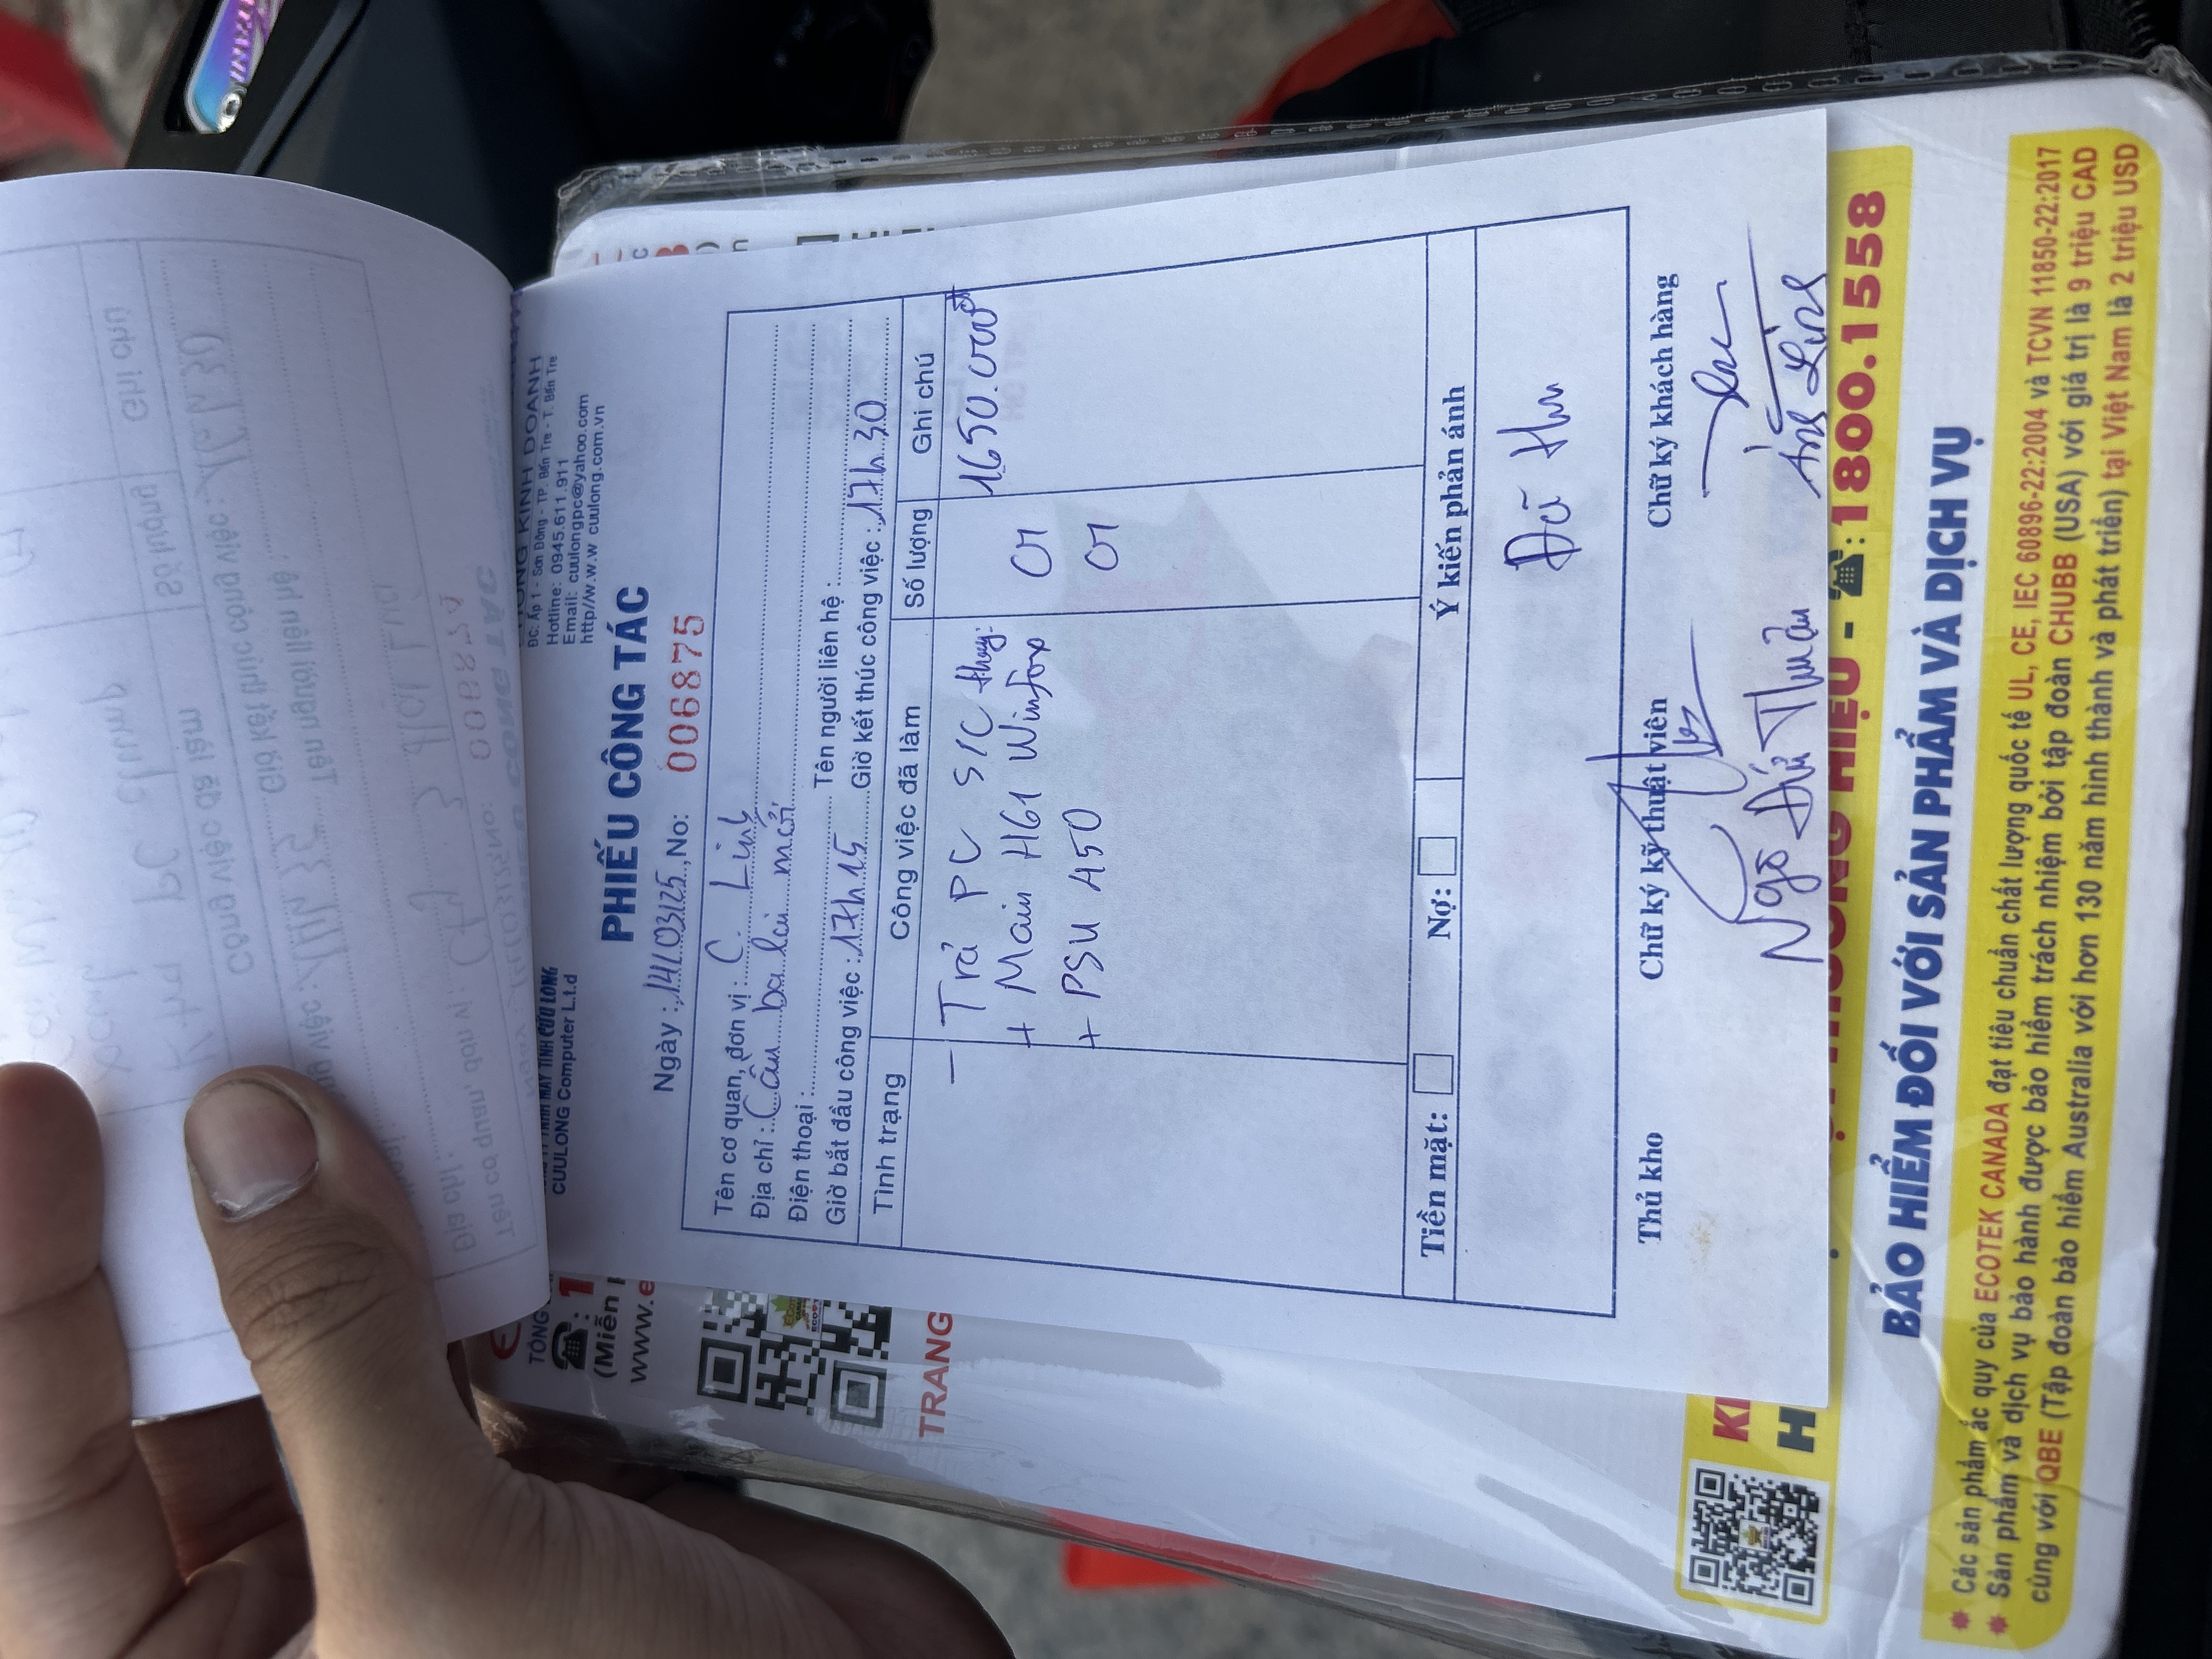 CUULONG Computer L.t.d
ĐC: Ấp 1 - Sơn Đông - TP. Bến Tre - T. Bến Tre
Hotline: 0945.611.911
Email: cuulongpc@yahoo.com
http//w.w.w cuulong.com.vn
PHIẾU CÔNG TÁC
Ngày : 14/03/25, No: 006875
Tên cơ quan, đơn vị : C. Linh
Địa chỉ : Cầu ba lai mới
Điện thoại : Tên người liên hệ :
Giờ bắt đầu công việc : 17h15 Giờ kết thúc công việc : 17h30
Tình trạng Công việc đã làm Số lượng Ghi chú
- Trả PC S/C thay: 1650.000đ
+ Main H61 Winfox 01
+ PSU A50 01
Tiền mặt: Nợ: Ý kiến phản ánh
Đã thu
Thủ kho Chữ ký kỹ thuật viên Chữ ký khách hàng
Ngô Đức Thuận
1800.1558
BẢO HIỂM ĐỐI VỚI SẢN PHẨM VÀ DỊCH VỤ
Các sản phẩm ắc quy của ECOTEK CANADA đạt tiêu chuẩn chất lượng quốc tế UL, CE, IEC 60896-22:2004 và TCVN 11850-22:2017
Sản phẩm và dịch vụ bảo hành được bảo hiểm trách nhiệm bởi tập đoàn CHUBB (USA) với giá trị là 9 triệu CAD
cùng với QBE (Tập đoàn bảo hiểm Australia với hơn 130 năm hình thành và phát triển) tại Việt Nam là 2 triệu USD